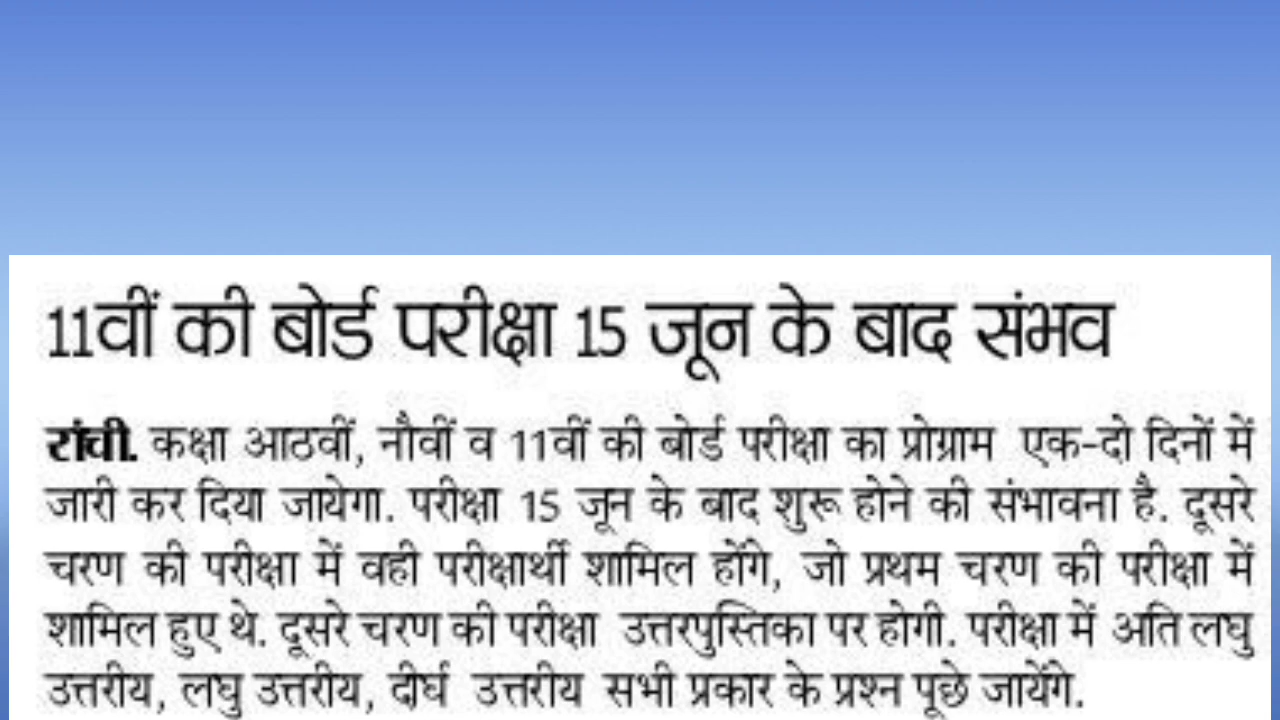 11वीं की बोर्ड परीक्षा 15 जून के बाद संभव
रांची. कक्षा आठवीं, नौवीं व 11वीं की बोर्ड परीक्षा का प्रोग्राम एक-दो दिनों में
जारी कर दिया जायेगा. परीक्षा 15 जून के बाद शुरू होने की संभावना है. दूसरे
चरण की परीक्षा में वही परीक्षार्थी शामिल होंगे, जो प्रथम चरण की परीक्षा में
शामिल हुए थे. दूसरे चरण की परीक्षा उत्तरपुस्तिका पर होगी. परीक्षा में अति लघु
उत्तरीय, लघु उत्तरीय, दीर्घ उत्तरीय सभी प्रकार के प्रश्न पूछे जायेंगे.